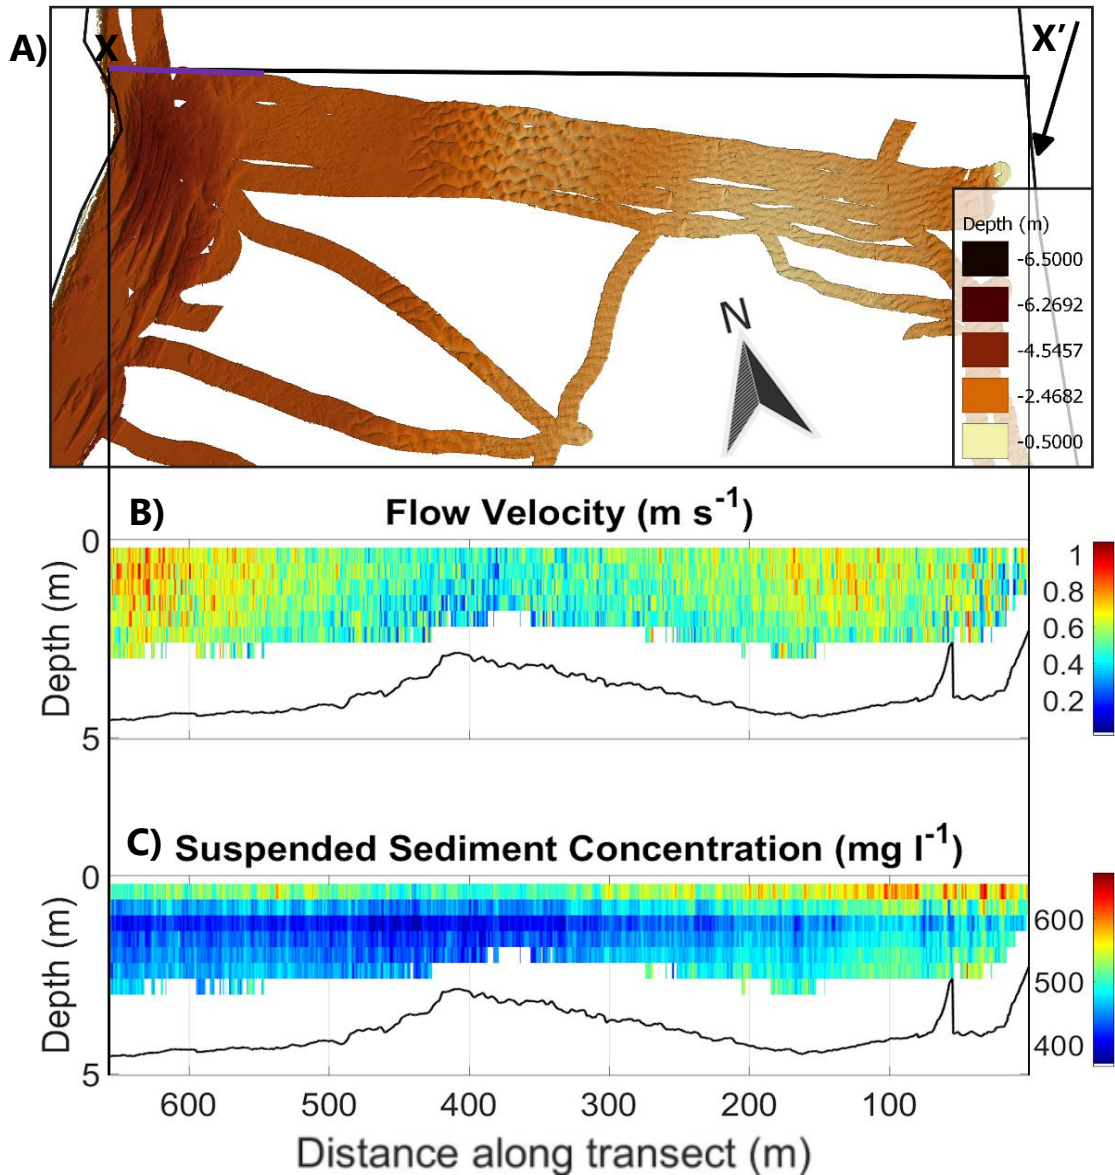 A)
X
X’
Depth (m)
-6.5000
-6.2692
-4.5457
-2.4682
-0.5000
N
B)
Flow Velocity (m s-1)
0
Depth (m)
5
1
0.8
0.6
0.4
0.2
C)
Suspended Sediment Concentration (mg l-1)
0
Depth (m)
5
600
500
400
600 500 400 300 200 100
Distance along transect (m)